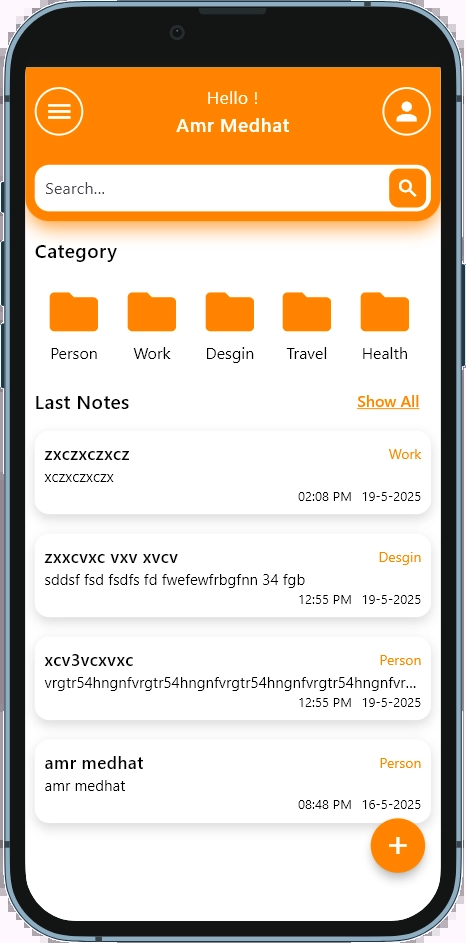 Hello !
Amr Medhat
Search...
Category
Person Work Desgin Travel Health
Last Notes Show All
zxczxczxcz Work
xczxczxczx
02:08 PM 19-5-2025
zxxcvxc vxv xvcv Desgin
sddsf fsd fsdfs fd fwefewfrbgfnn 34 fgb
12:55 PM 19-5-2025
xcv3vcxvxc Person
vrgtr54hngnfvrgtr54hngnfvrgtr54hngnfvrgtr54hngnfvr...
12:55 PM 19-5-2025
amr medhat Person
amr medhat
08:48 PM 16-5-2025